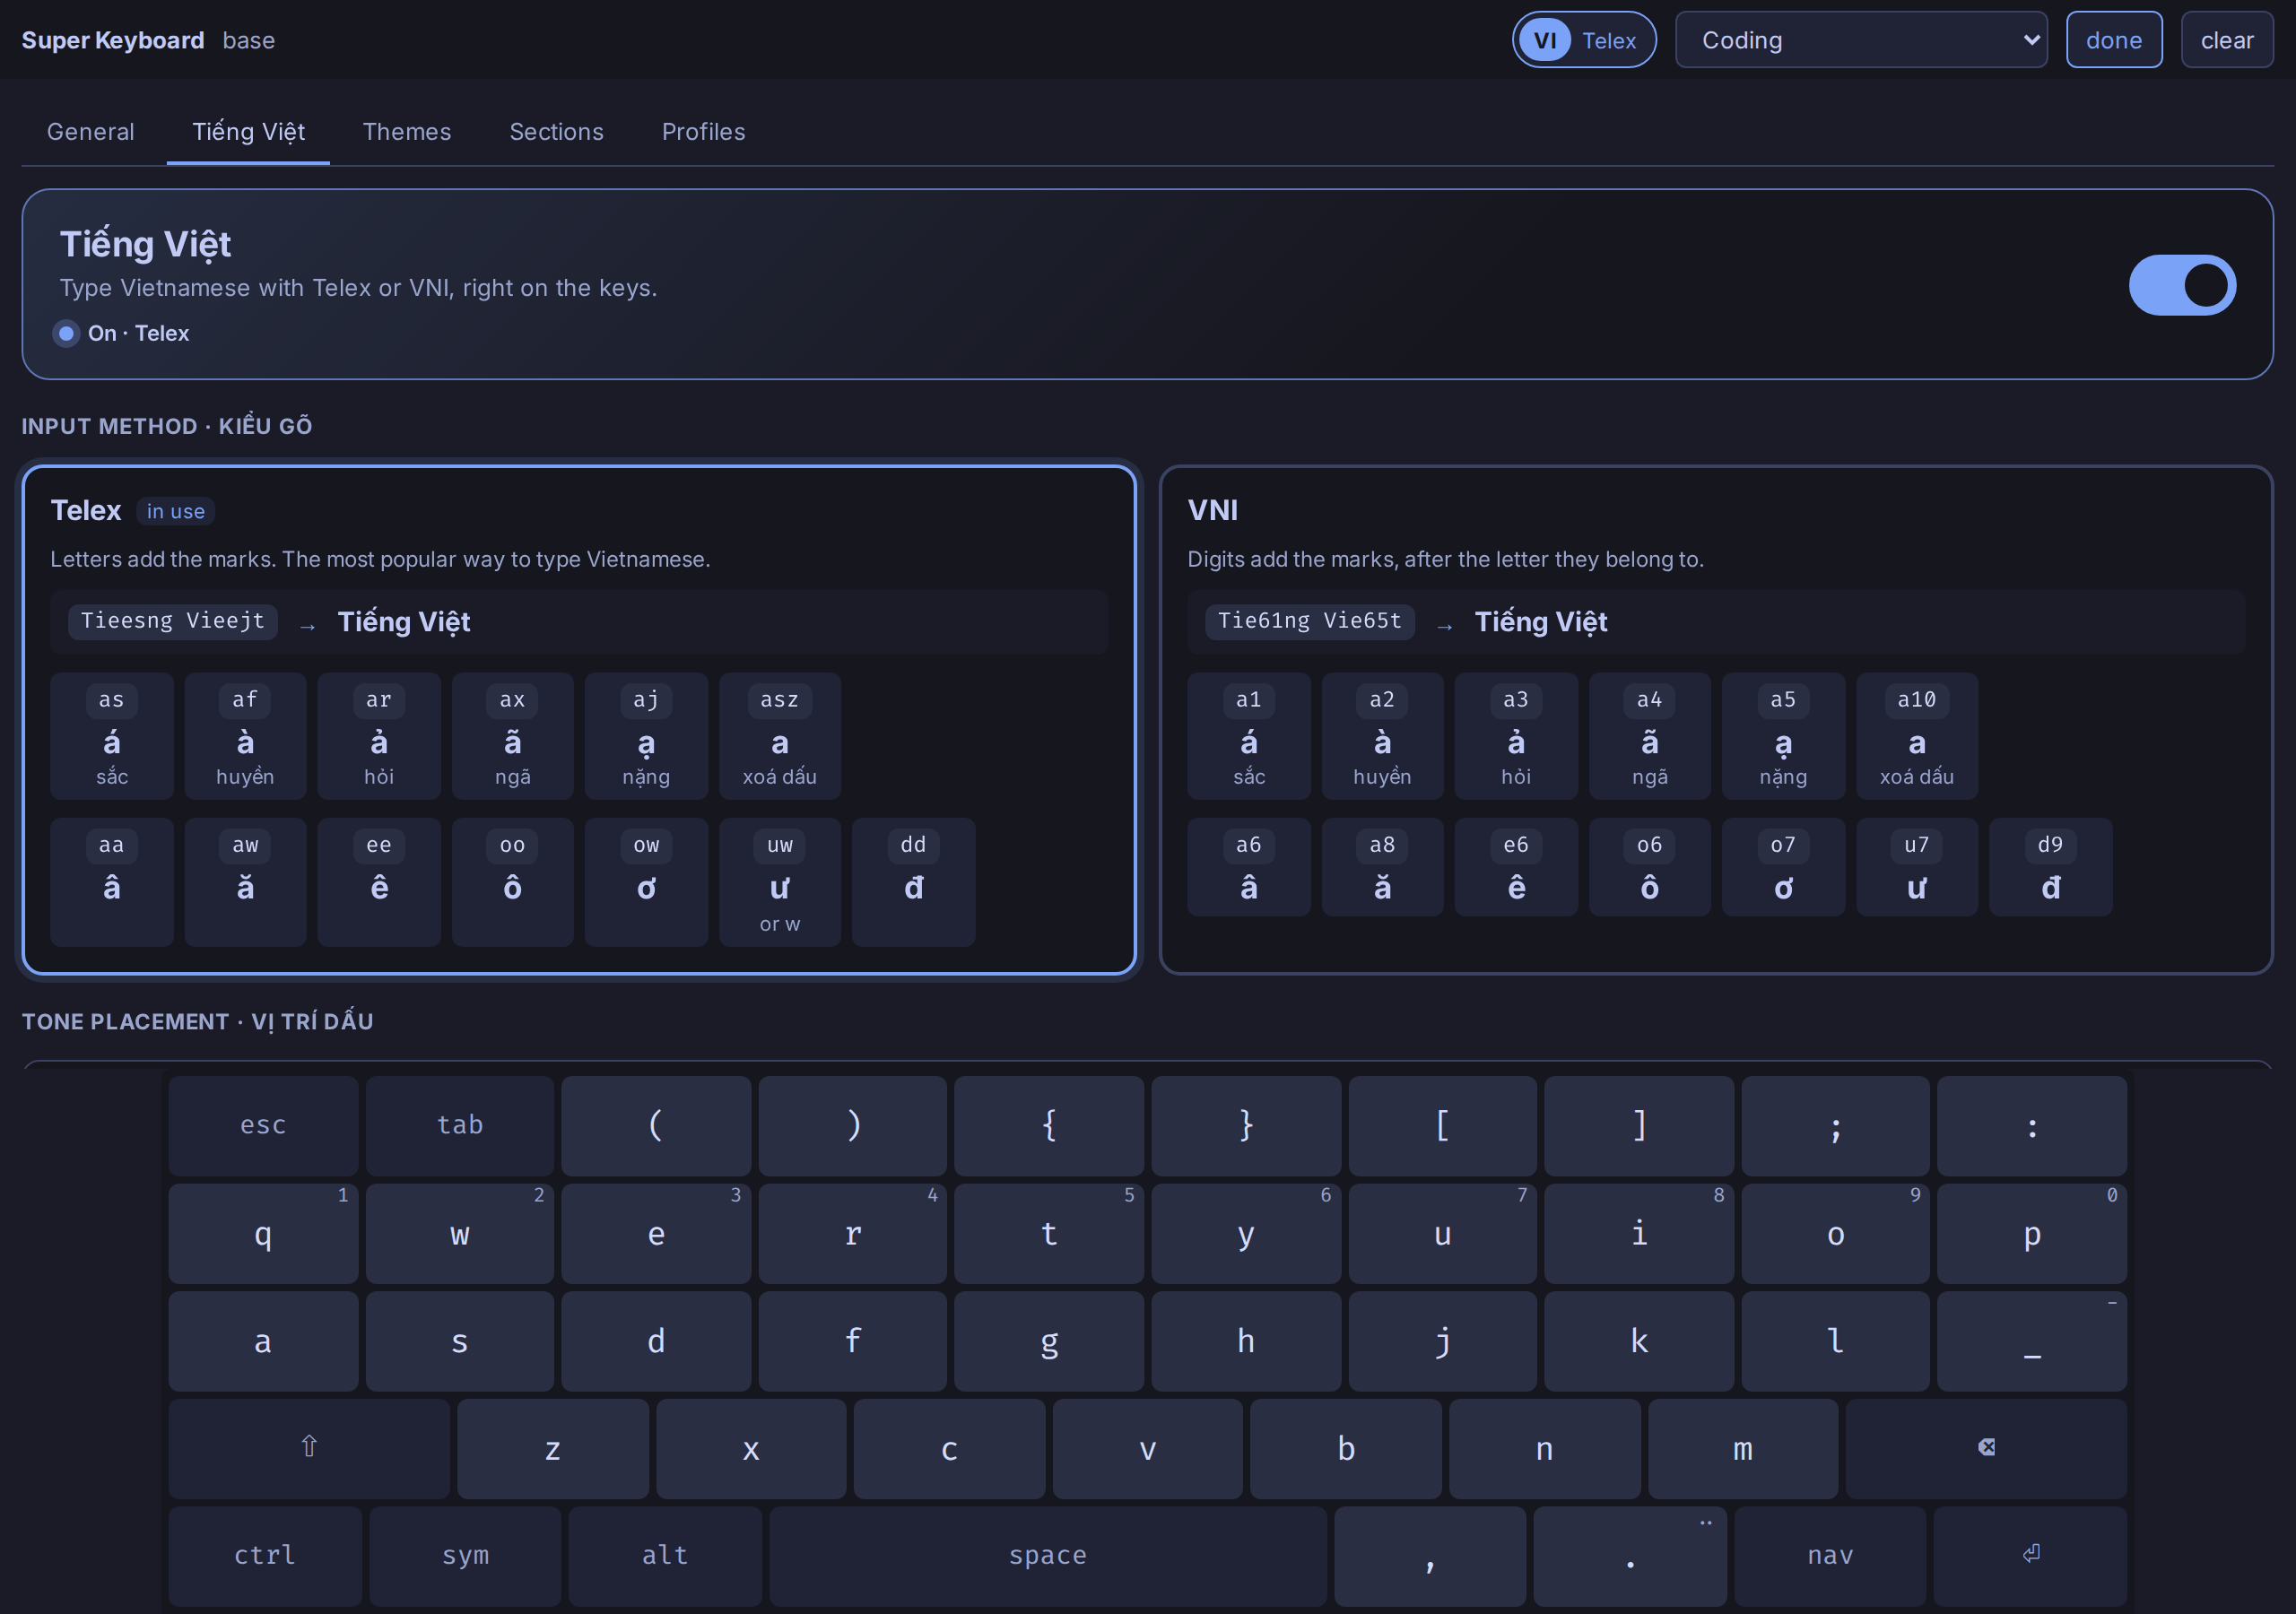 Super Keyboard base VI Telex Coding done clear
General Tiếng Việt Themes Sections Profiles
Tiếng Việt
Type Vietnamese with Telex or VNI, right on the keys.
On · Telex
INPUT METHOD · KIỂU GÕ
Telex in use
Letters add the marks. The most popular way to type Vietnamese.
Tieesng Vieejt → Tiếng Việt
as af ar ax aj asz
á à ả ã ạ a
sắc huyền hỏi ngã nặng xoá dấu
aa aw ee oo ow uw dd
â ă ê ô ơ ư đ
or w
VNI
Digits add the marks, after the letter they belong to.
Tie61ng Vie65t → Tiếng Việt
a1 a2 a3 a4 a5 a10
á à ả ã ạ a
sắc huyền hỏi ngã nặng xoá dấu
a6 a8 e6 o6 o7 u7 d9
â ă ê ô ơ ư đ
TONE PLACEMENT · VỊ TRÍ DẤU
esc tab ( ) { } [ ] ; :
1 2 3 4 5 6 7 8 9 0
q w e r t y u i o p
–
a s d f g h j k l _
⇧ z x c v b n m ⌫
··
ctrl sym alt space , . nav ⏎